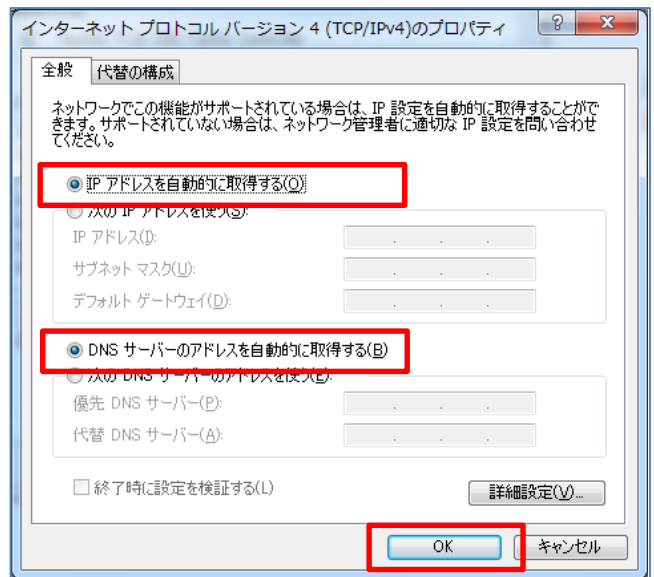 インターネット プロトコル バージョン 4 (TCP/IPv4)のプロパティ
全般
代替の構成
ネットワークでこの機能がサポートされている場合は、IP 設定を自動的に取得することがで
きます。サポートされていない場合は、ネットワーク管理者に適切な IP 設定を問い合わせ
てください。
IP アドレスを自動的に取得する(O)
次の IP アドレスを使う(S):
IP アドレス(I):
サブネット マスク(U):
デフォルト ゲートウェイ(D):
DNS サーバーのアドレスを自動的に取得する(B)
次の DNS サーバーのアドレスを使う(E):
優先 DNS サーバー(P):
代替 DNS サーバー(A):
終了時に設定を検証する(L)
詳細設定(V)...
OK
キャンセル